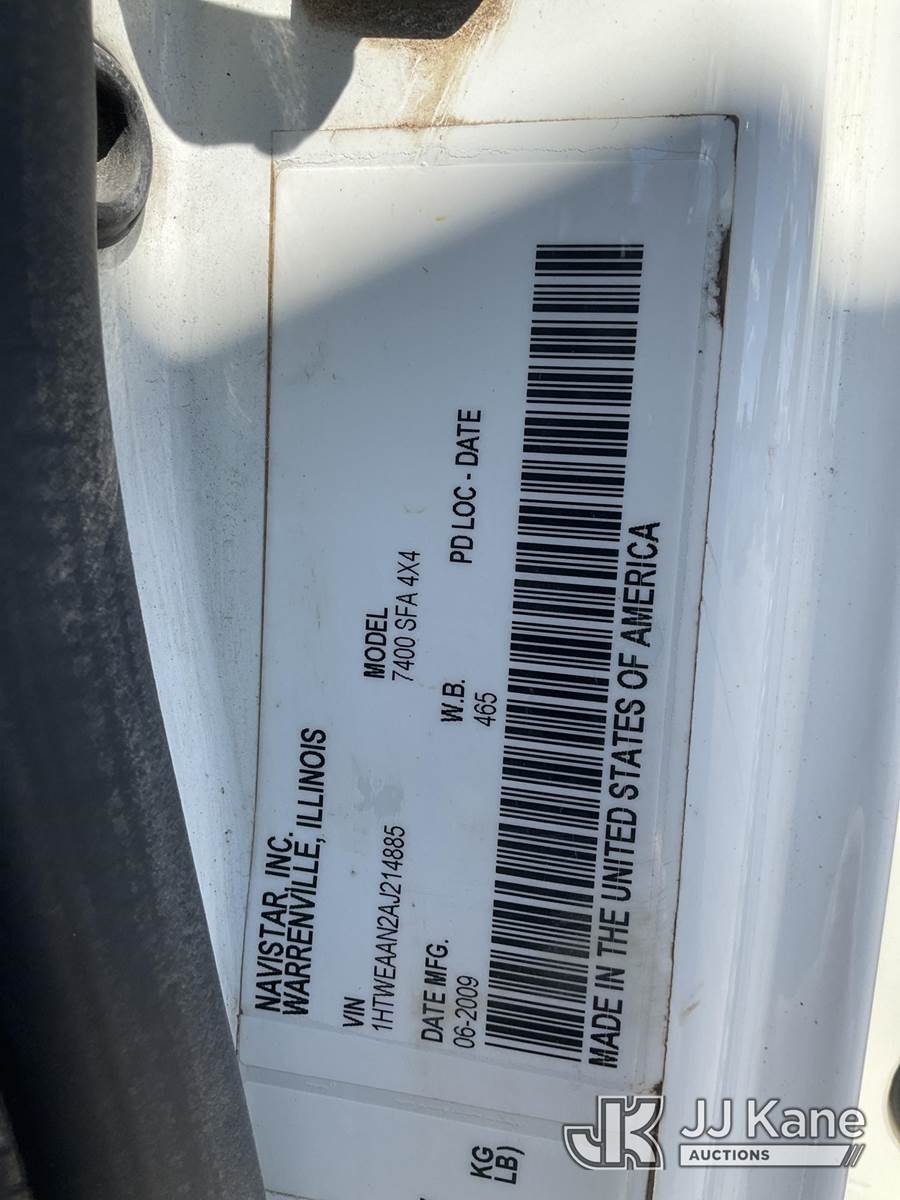 NAVISTAR, INC.
WARRENVILLE, ILLINOIS
VIN
1HTWEAAN2AJ214885
MODEL
7400 SFA 4X4
DATE MFG.
06-2009
W.B.
465
PD LOC - DATE
MADE IN THE UNITED STATES OF AMERICA
KG
LB)
JK JJ Kane
AUCTIONS